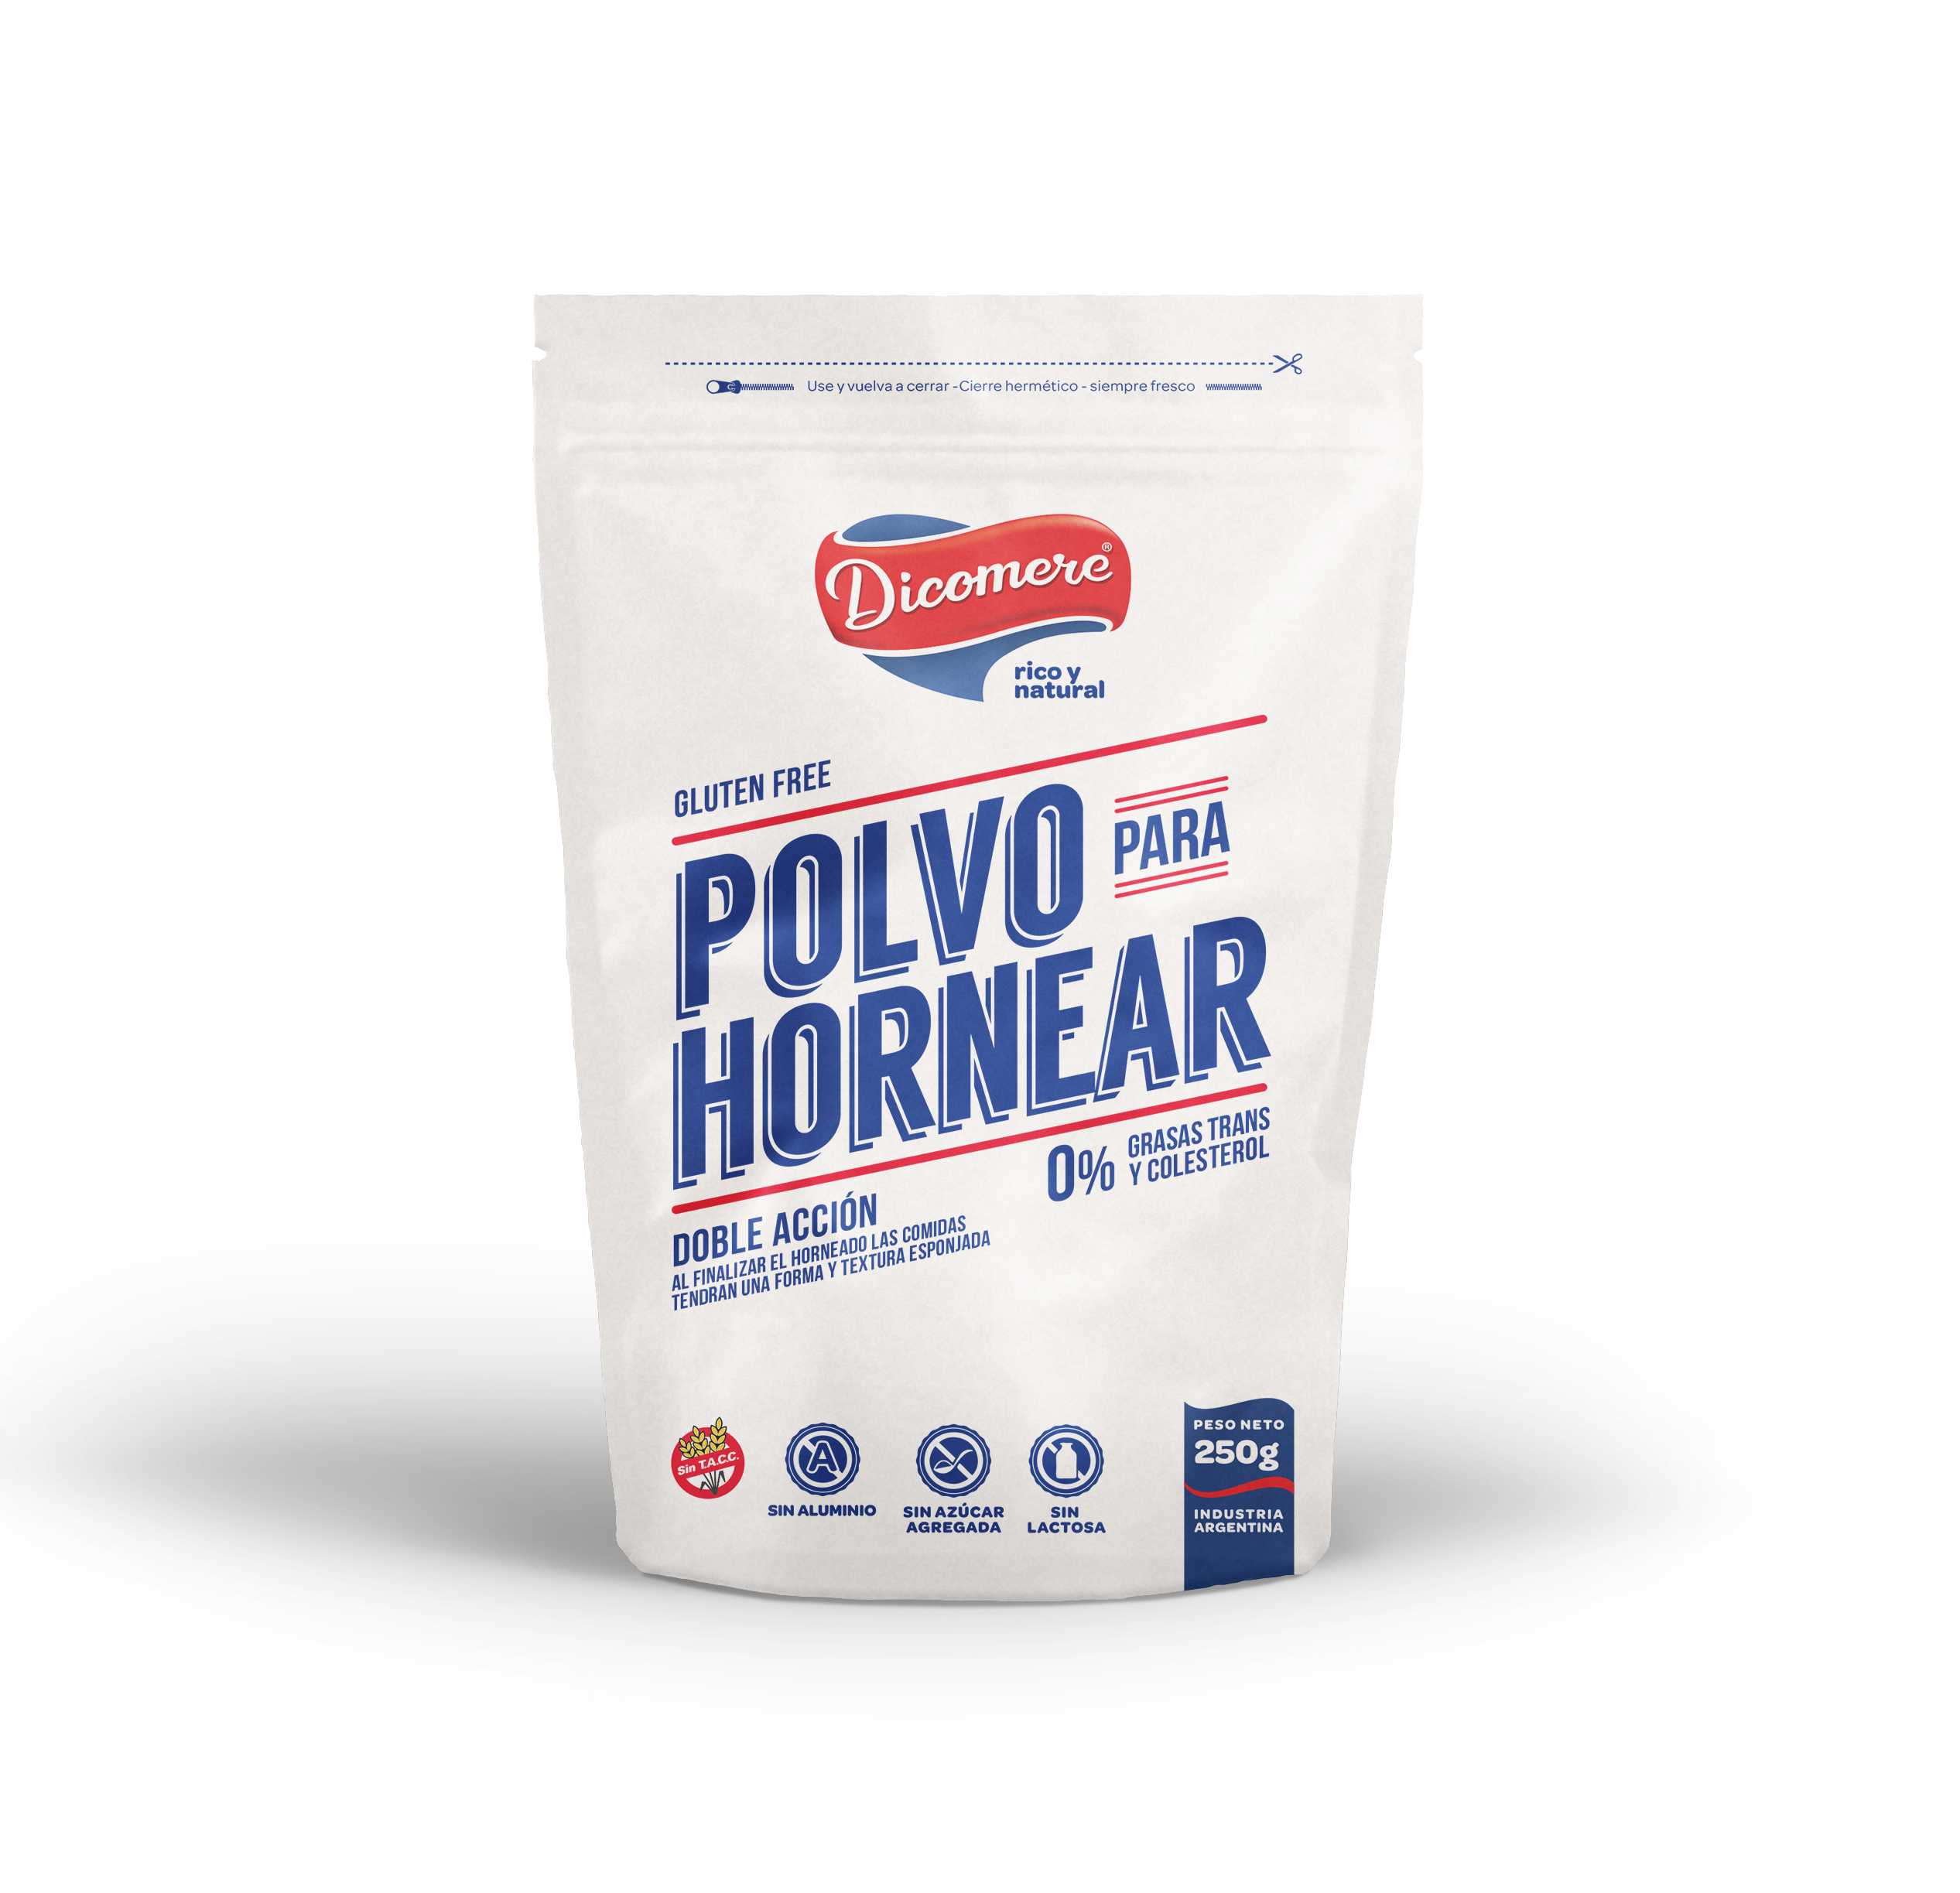 Use y vuelva a cerrar - Cierre hermético - siempre fresco
Dicomere®
rico y
natural
GLUTEN FREE
POLVO PARA
HORNEAR
0% GRASAS TRANS
Y COLESTEROL
DOBLE ACCIÓN
AL FINALIZAR EL HORNEADO LAS COMIDAS
TENDRAN UNA FORMA Y TEXTURA ESPONJADA
Sin T.A.C.C.
A
SIN ALUMINIO
SIN AZÚCAR
AGREGADA
SIN
LACTOSA
PESO NETO
250g
INDUSTRIA
ARGENTINA